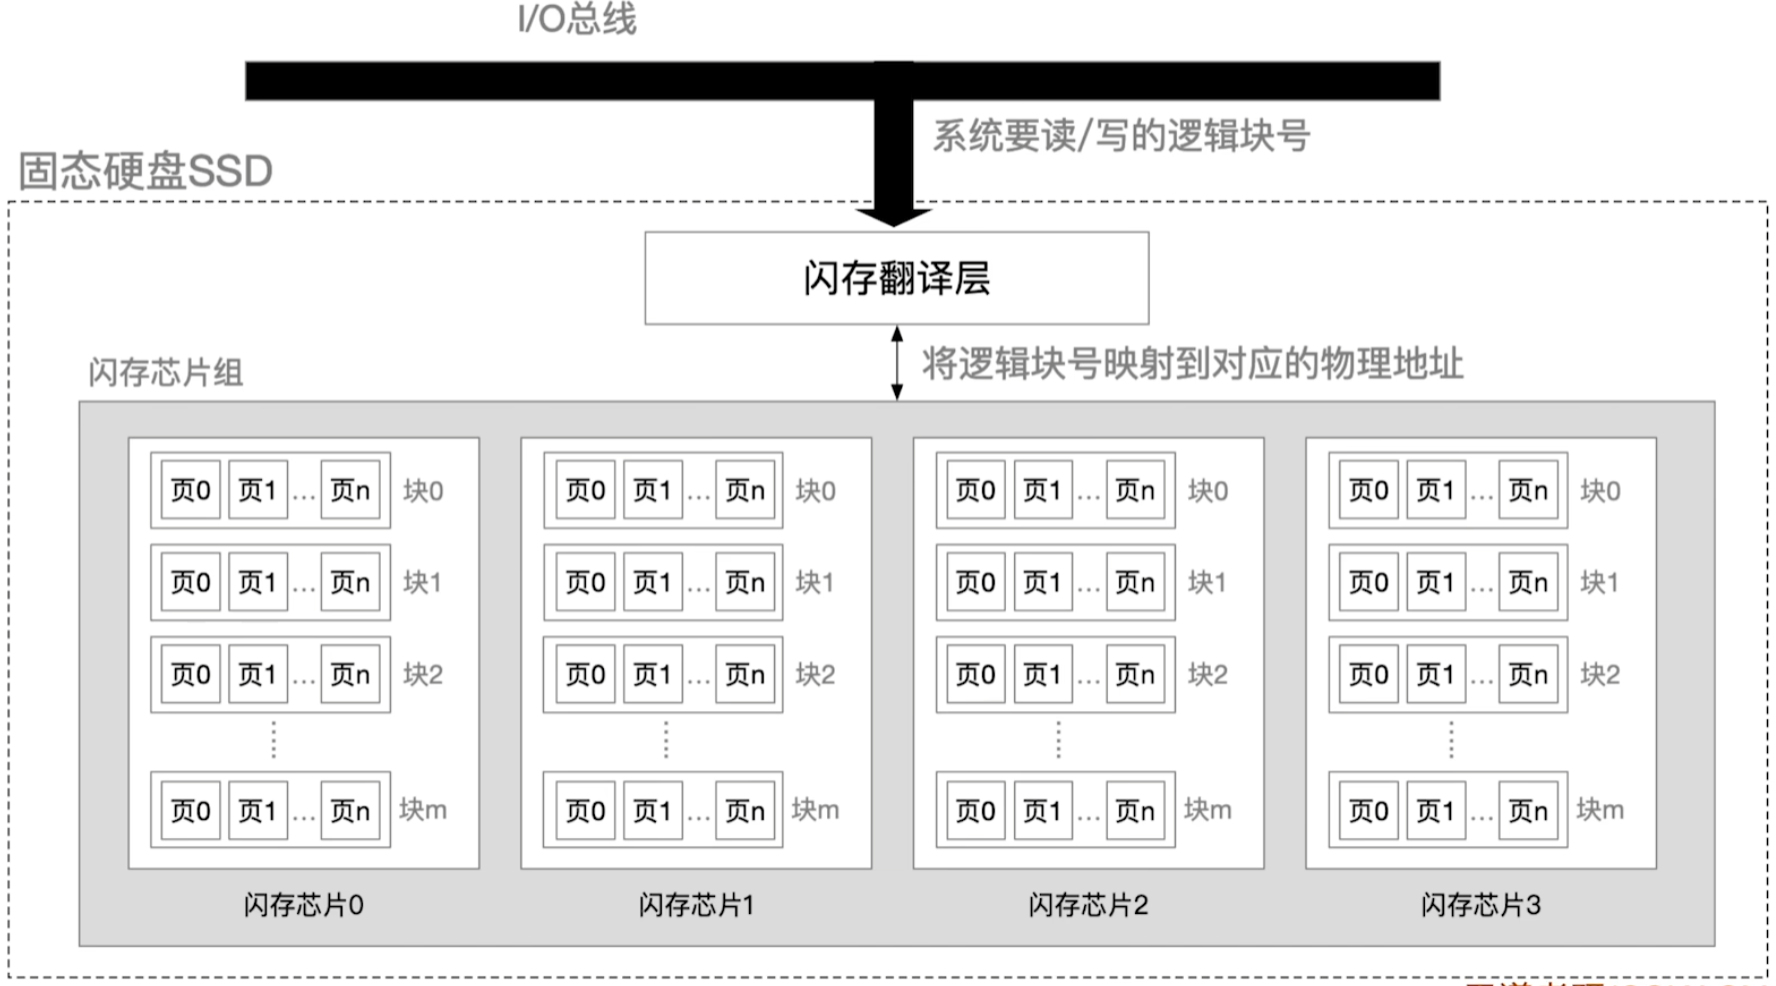 I/O总线
系统要读/写的逻辑块号
固态硬盘SSD
闪存翻译层
将逻辑块号映射到对应的物理地址
闪存芯片组
页0 页1 … 页n 块0 页0 页1 … 页n 块0 页0 页1 … 页n 块0 页0 页1 … 页n 块0
页0 页1 … 页n 块1 页0 页1 … 页n 块1 页0 页1 … 页n 块1 页0 页1 … 页n 块1
页0 页1 … 页n 块2 页0 页1 … 页n 块2 页0 页1 … 页n 块2 页0 页1 … 页n 块2
页0 页1 … 页n 块m 页0 页1 … 页n 块m 页0 页1 … 页n 块m 页0 页1 … 页n 块m
闪存芯片0 闪存芯片1 闪存芯片2 闪存芯片3